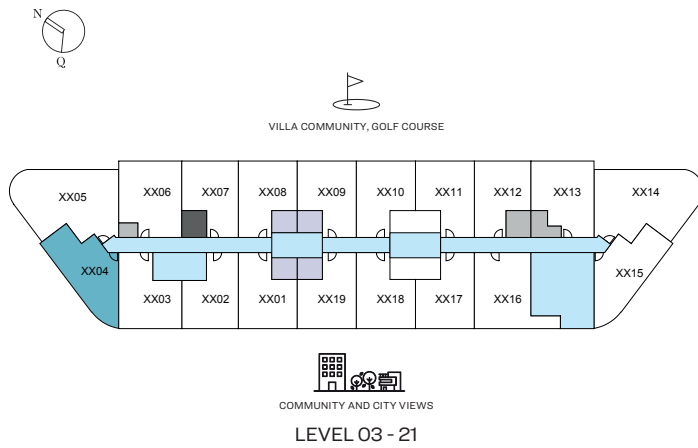 N
Q
VILLA COMMUNITY, GOLF COURSE
XX05 XX06 XX07 XX08 XX09 XX10 XX11 XX12 XX13 XX14
XX04 XX15
XX03 XX02 XX01 XX19 XX18 XX17 XX16
COMMUNITY AND CITY VIEWS
LEVEL 03 - 21